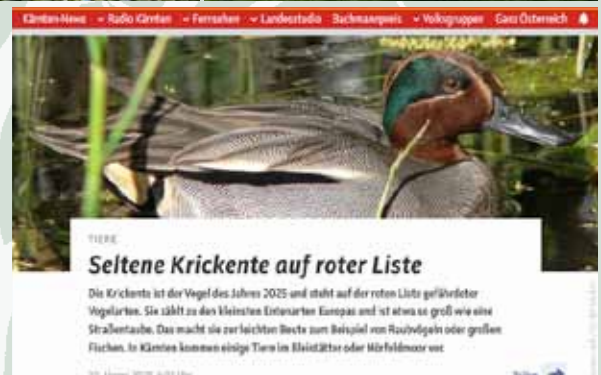 Kärnten-News Radio Kärnten Fernsehen Landesstudio Bachmannpreis Volksgruppen Ganz Österreich
TIERE
Seltene Krickente auf roter Liste
Die Krickente ist der Vogel des Jahres 2025 und steht auf der roten Liste gefährdeter
Vogelarten. Sie zählt zu den kleinsten Entenarten Europas und ist etwa so groß wie eine
Straßentaube. Das macht sie zur leichten Beute zum Beispiel von Raubvögeln oder großen
Fischen. In Kärnten kommen einige Tiere im Bleistätter oder Hörfeldmoor vor.
Teilen